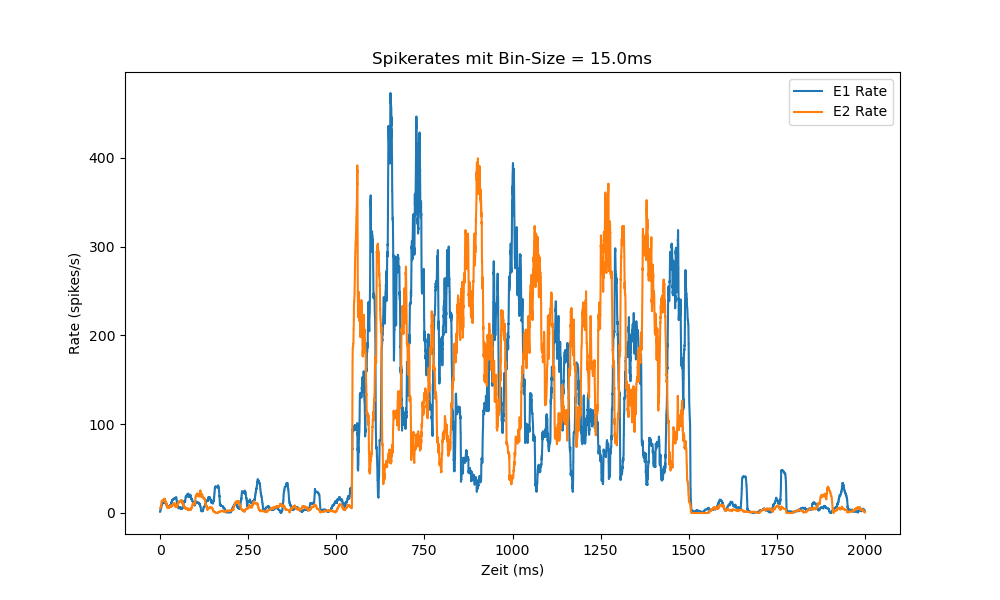 Spikerates mit Bin-Size = 15.0ms
E1 Rate
E2 Rate
400
300
200
100
0
Rate (spikes/s)
0 250 500 750 1000 1250 1500 1750 2000
Zeit (ms)